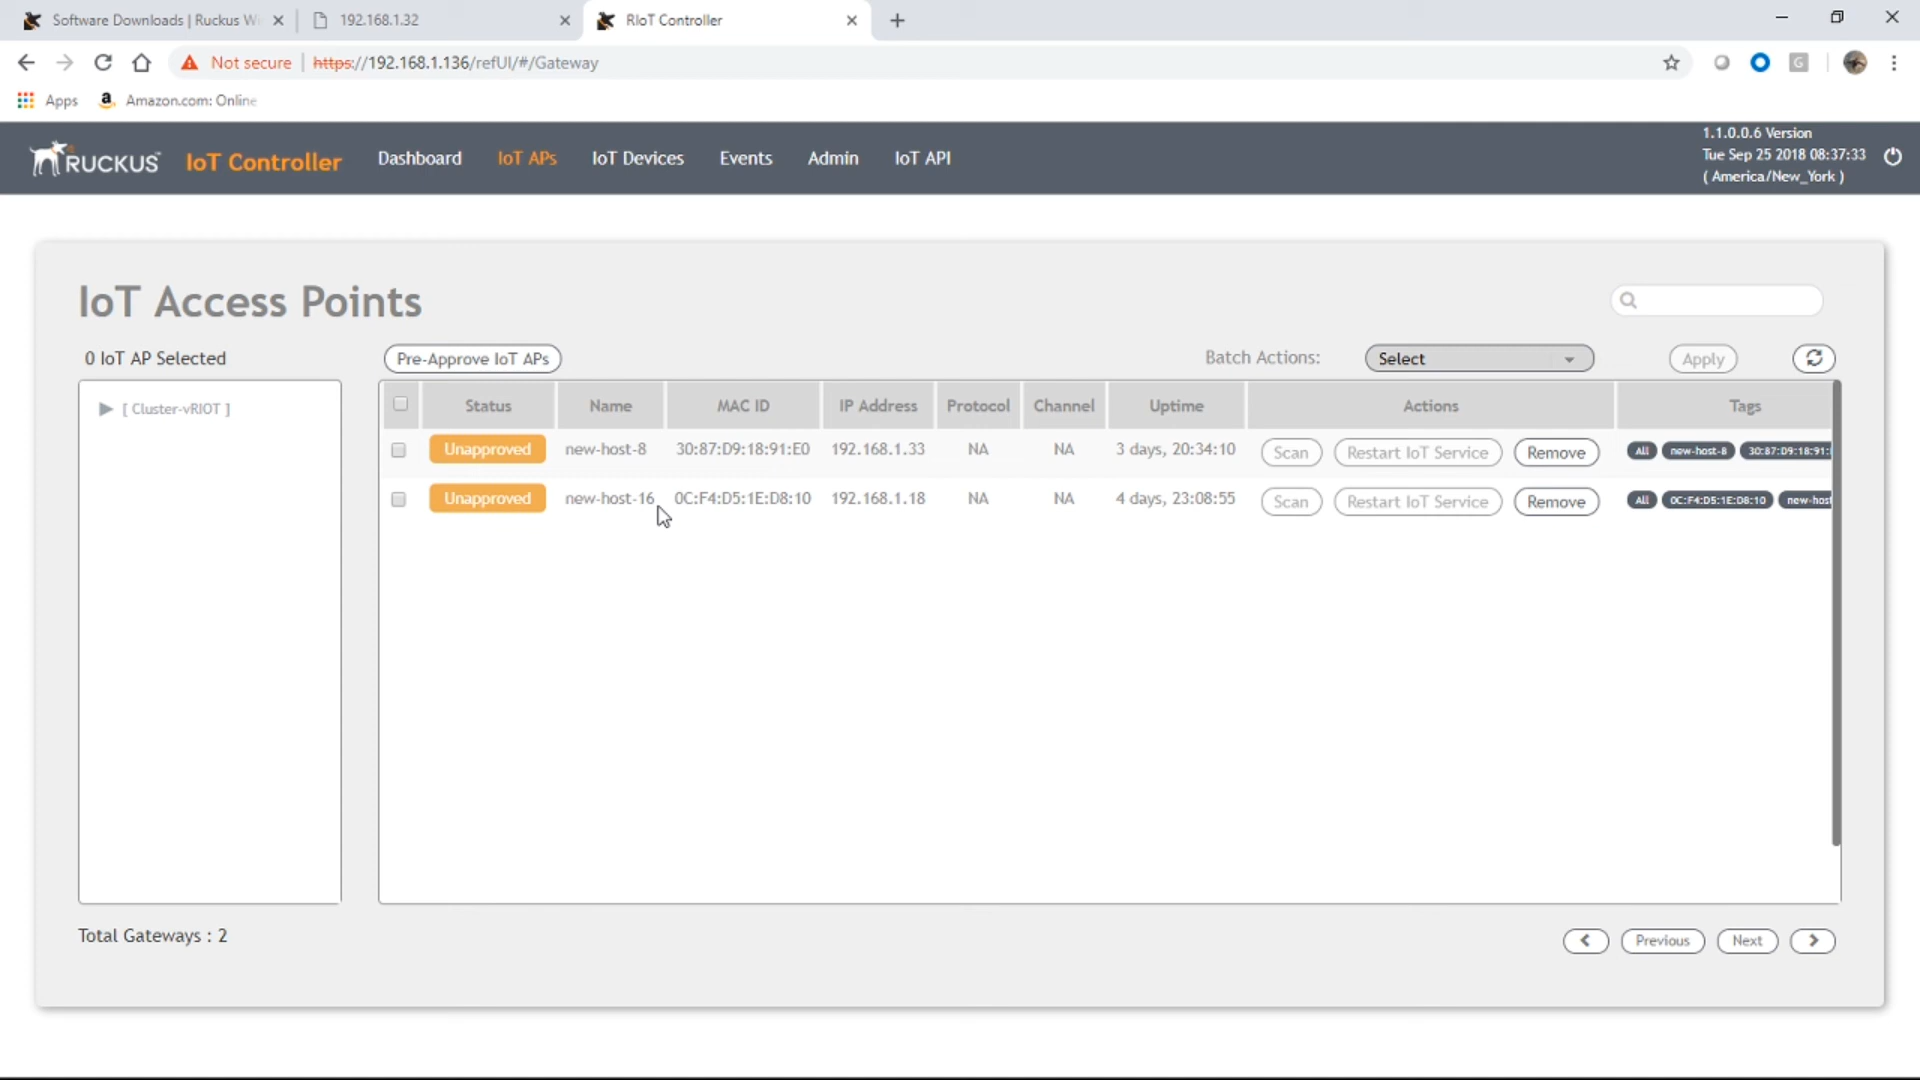 Software Downloads | Ruckus Wi
192.168.1.32
RIoT Controller
Not secure
https://192.168.1.136/refUI/#/Gateway
Apps
Amazon.com: Online
RUCKUS IoT Controller
Dashboard
IoT APs
IoT Devices
Events
Admin
IoT API
1.1.0.0.6 Version
Tue Sep 25 2018 08:37:33
( America/New_York )
IoT Access Points
0 IoT AP Selected
Pre-Approve IoT APs
Batch Actions:
Select
Apply
[ Cluster-vRIOT ]
Status Name MAC ID IP Address Protocol Channel Uptime Actions Tags
Unapproved new-host-8 30:87:D9:18:91:E0 192.168.1.33 NA NA 3 days, 20:34:10 Scan Restart IoT Service Remove All new-host-8 30:87:D9:18:91:
Unapproved new-host-16 0C:F4:D5:1E:D8:10 192.168.1.18 NA NA 4 days, 23:08:55 Scan Restart IoT Service Remove All 0C:F4:D5:1E:D8:10 new-host
Total Gateways : 2
Previous
Next